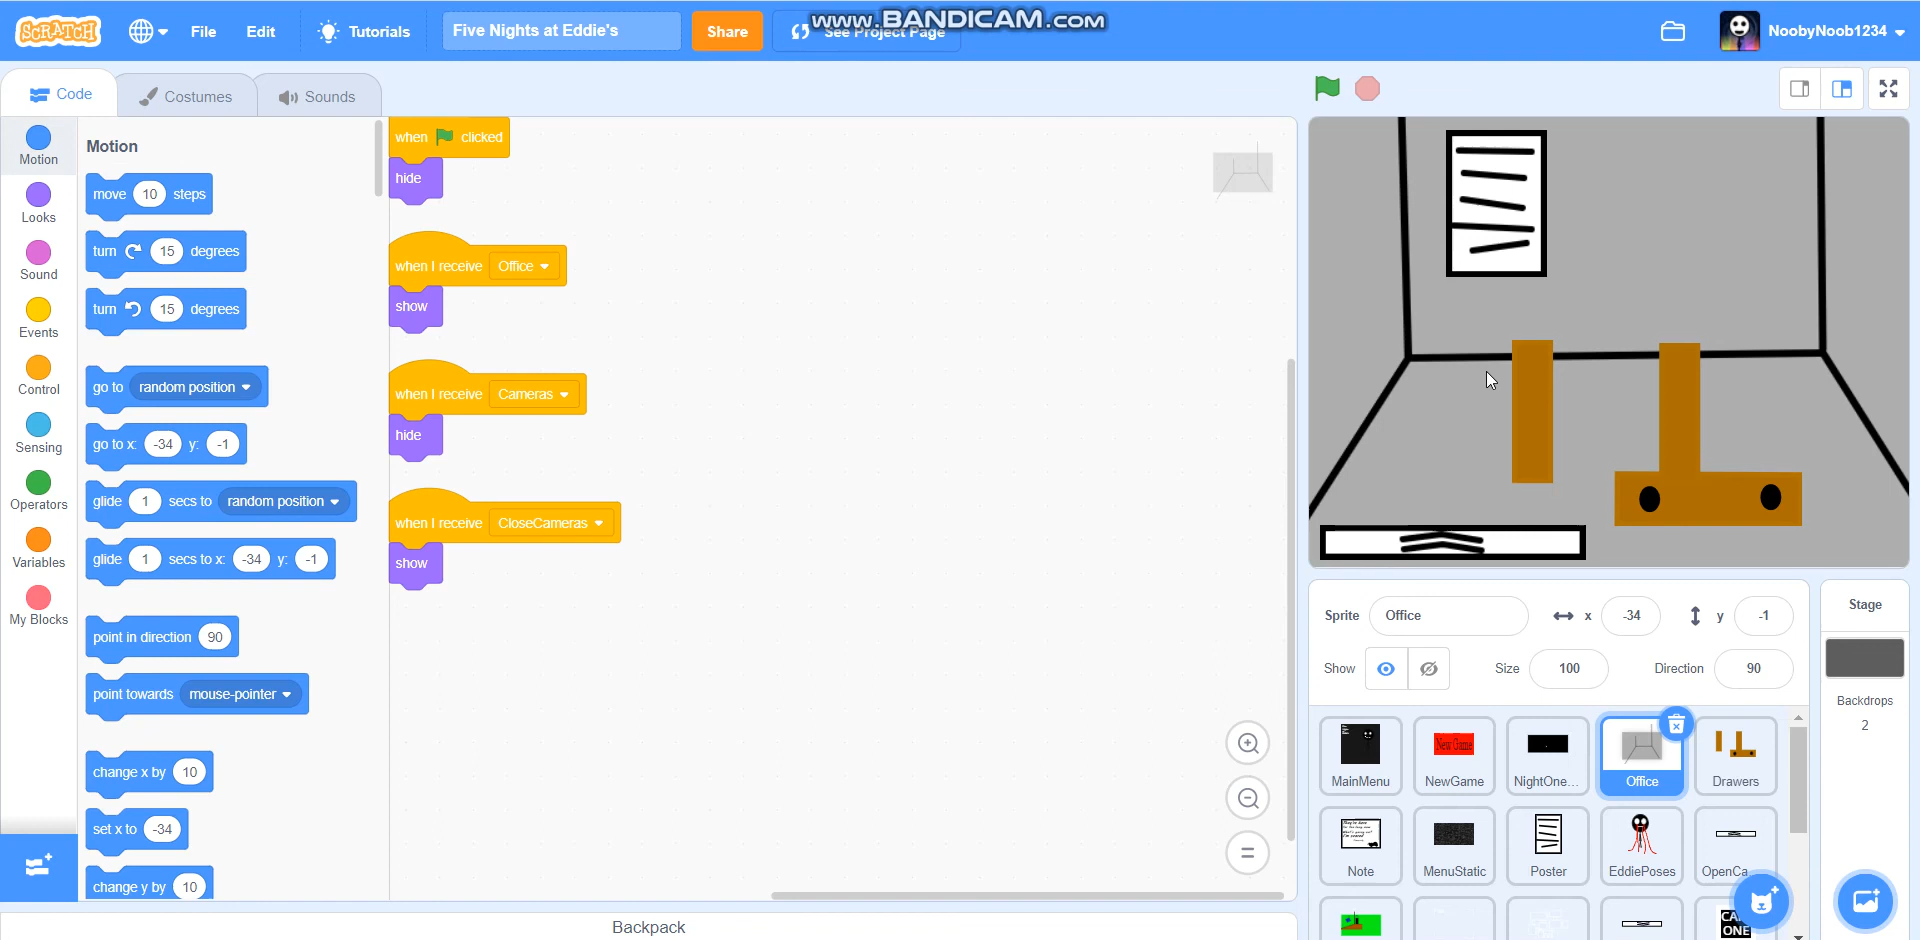 SCRATCH
File
Edit
Tutorials
Five Nights at Eddie's
Share
See Project Page
www.BANDICAM.com
NoobyNoob1234
Code
Costumes
Sounds
Motion
Looks
Sound
Events
Control
Sensing
Operators
Variables
My Blocks
Motion
move 10 steps
turn 15 degrees
turn 15 degrees
go to random position
go to x: -34 y: -1
glide 1 secs to random position
glide 1 secs to x: -34 y: -1
point in direction 90
point towards mouse-pointer
change x by 10
set x to -34
change y by 10
when clicked
hide
when I receive Office
show
when I receive Cameras
hide
when I receive CloseCameras
show
Backpack
Sprite Office x -34 y -1
Show Size 100 Direction 90
Stage
Backdrops
2
New Game
MainMenu
NewGame
NightOne...
Office
Drawers
Note
MenuStatic
Poster
EddiePoses
OpenCa
ONE